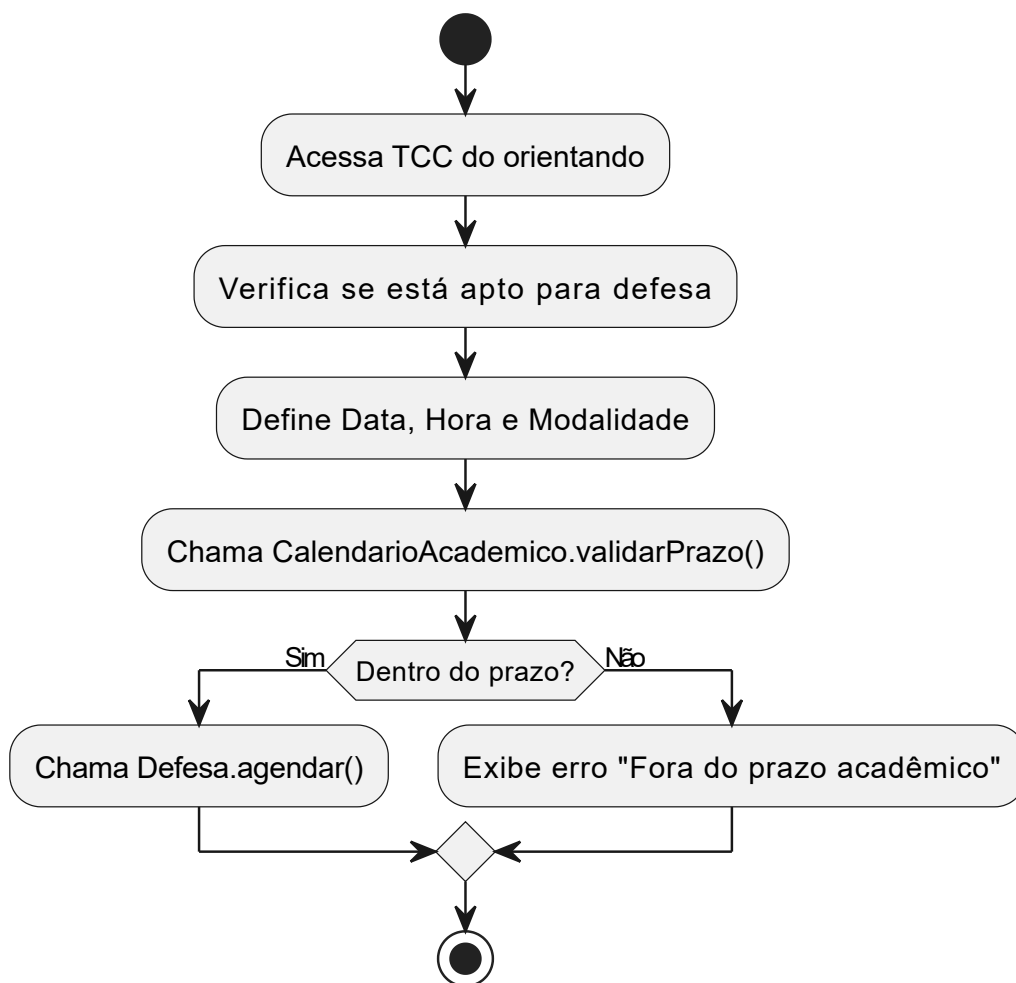 Acessa TCC do orientando
Verifica se está apto para defesa
Define Data, Hora e Modalidade
Chama CalendarioAcademico.validarPrazo()
Sim
Dentro do prazo?
Não
Chama Defesa.agendar()
Exibe erro "Fora do prazo acadêmico"